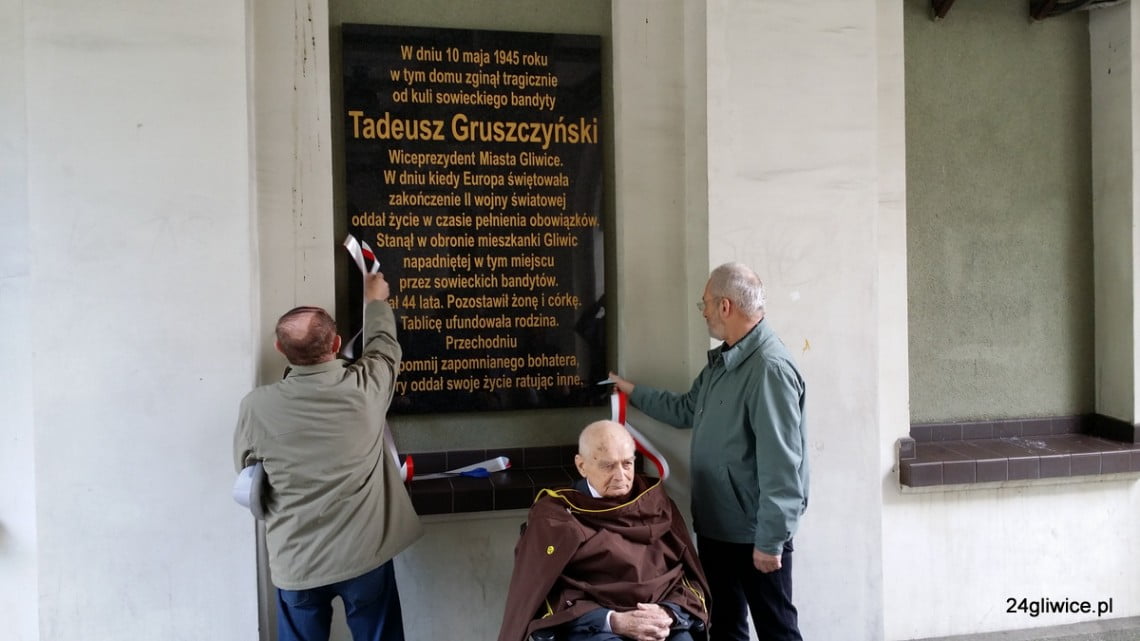 W dniu 10 maja 1945 roku
w tym domu zginął tragicznie
od kuli sowieckiego bandyty
Tadeusz Gruszczyński
Wiceprezydent Miasta Gliwice.
W dniu kiedy Europa świętowała
zakończenie II wojny światowej
oddał życie w czasie pełnienia obowiązków.
Stanął w obronie mieszkanki Gliwic
napadniętej w tym miejscu
przez sowieckich bandytów.
44 lata. Pozostawił żonę i córkę.
Tablicę ufundowała rodzina.
Przechodniu
zapomnianego bohatera,
oddał swoje życie ratując inne.
24gliwice.pl